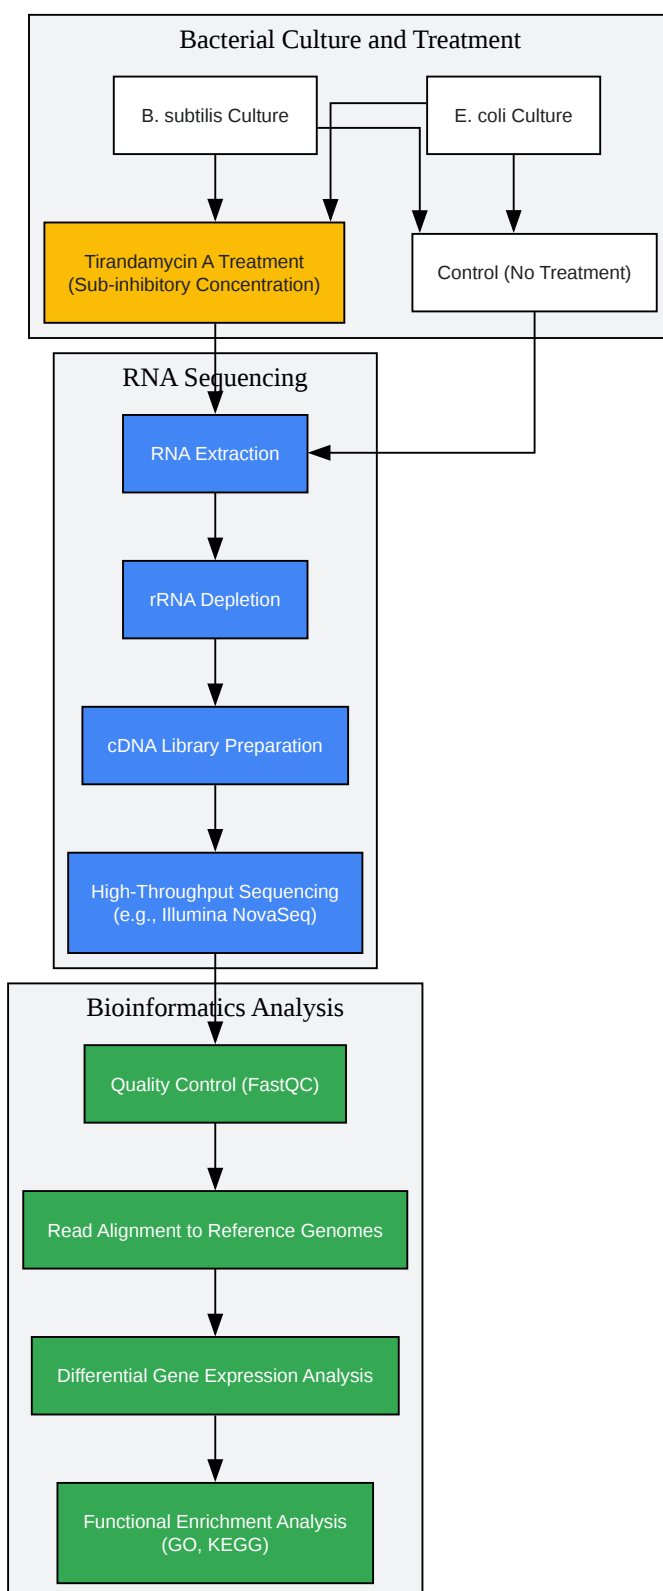 Bacterial Culture and Treatment
B. subtilis Culture
E. coli Culture
Tirandamycin A Treatment
(Sub-inhibitory Concentration)
Control (No Treatment)
RNA Sequencing
RNA Extraction
rRNA Depletion
cDNA Library Preparation
High-Throughput Sequencing
(e.g., Illumina NovaSeq)
Bioinformatics Analysis
Quality Control (FastQC)
Read Alignment to Reference Genomes
Differential Gene Expression Analysis
Functional Enrichment Analysis
(GO, KEGG)